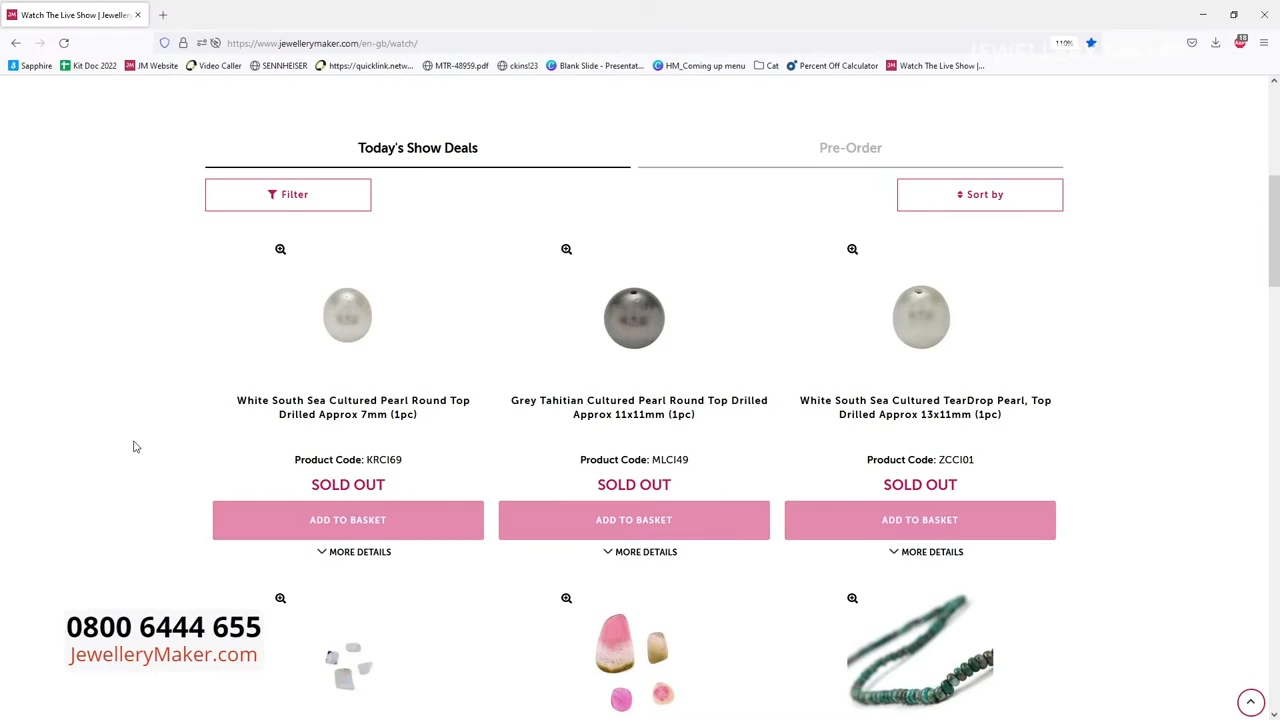 Watch The Live Show | Jeweller
https://www.jewellerymaker.com
gb/watch/
110%
18
Sapphire
Kit Doc 2022
JM Website
Video Caller
SENNHEISER
https://quicklink.netw...
MTR-48959.pdf
ckins!23
Blank Slide - Presentat...
HM_Coming up menu
Cat
Percent Off Calculator
Watch The Live Show |...
Today's Show Deals
Pre-Order
Filter
Sort by
White South Sea Cultured Pearl Round Top
Drilled Approx 7mm (1pc)
Product Code: KRCI69
SOLD OUT
ADD TO BASKET
MORE DETAILS
Grey Tahitian Cultured Pearl Round Top Drilled
Approx 11x11mm (1pc)
Product Code: MLCI49
SOLD OUT
ADD TO BASKET
MORE DETAILS
White South Sea Cultured TearDrop Pearl, Top
Drilled Approx 13x11mm (1pc)
Product Code: ZCCI01
SOLD OUT
ADD TO BASKET
MORE DETAILS
0800 6444 655
JewelleryMaker.com